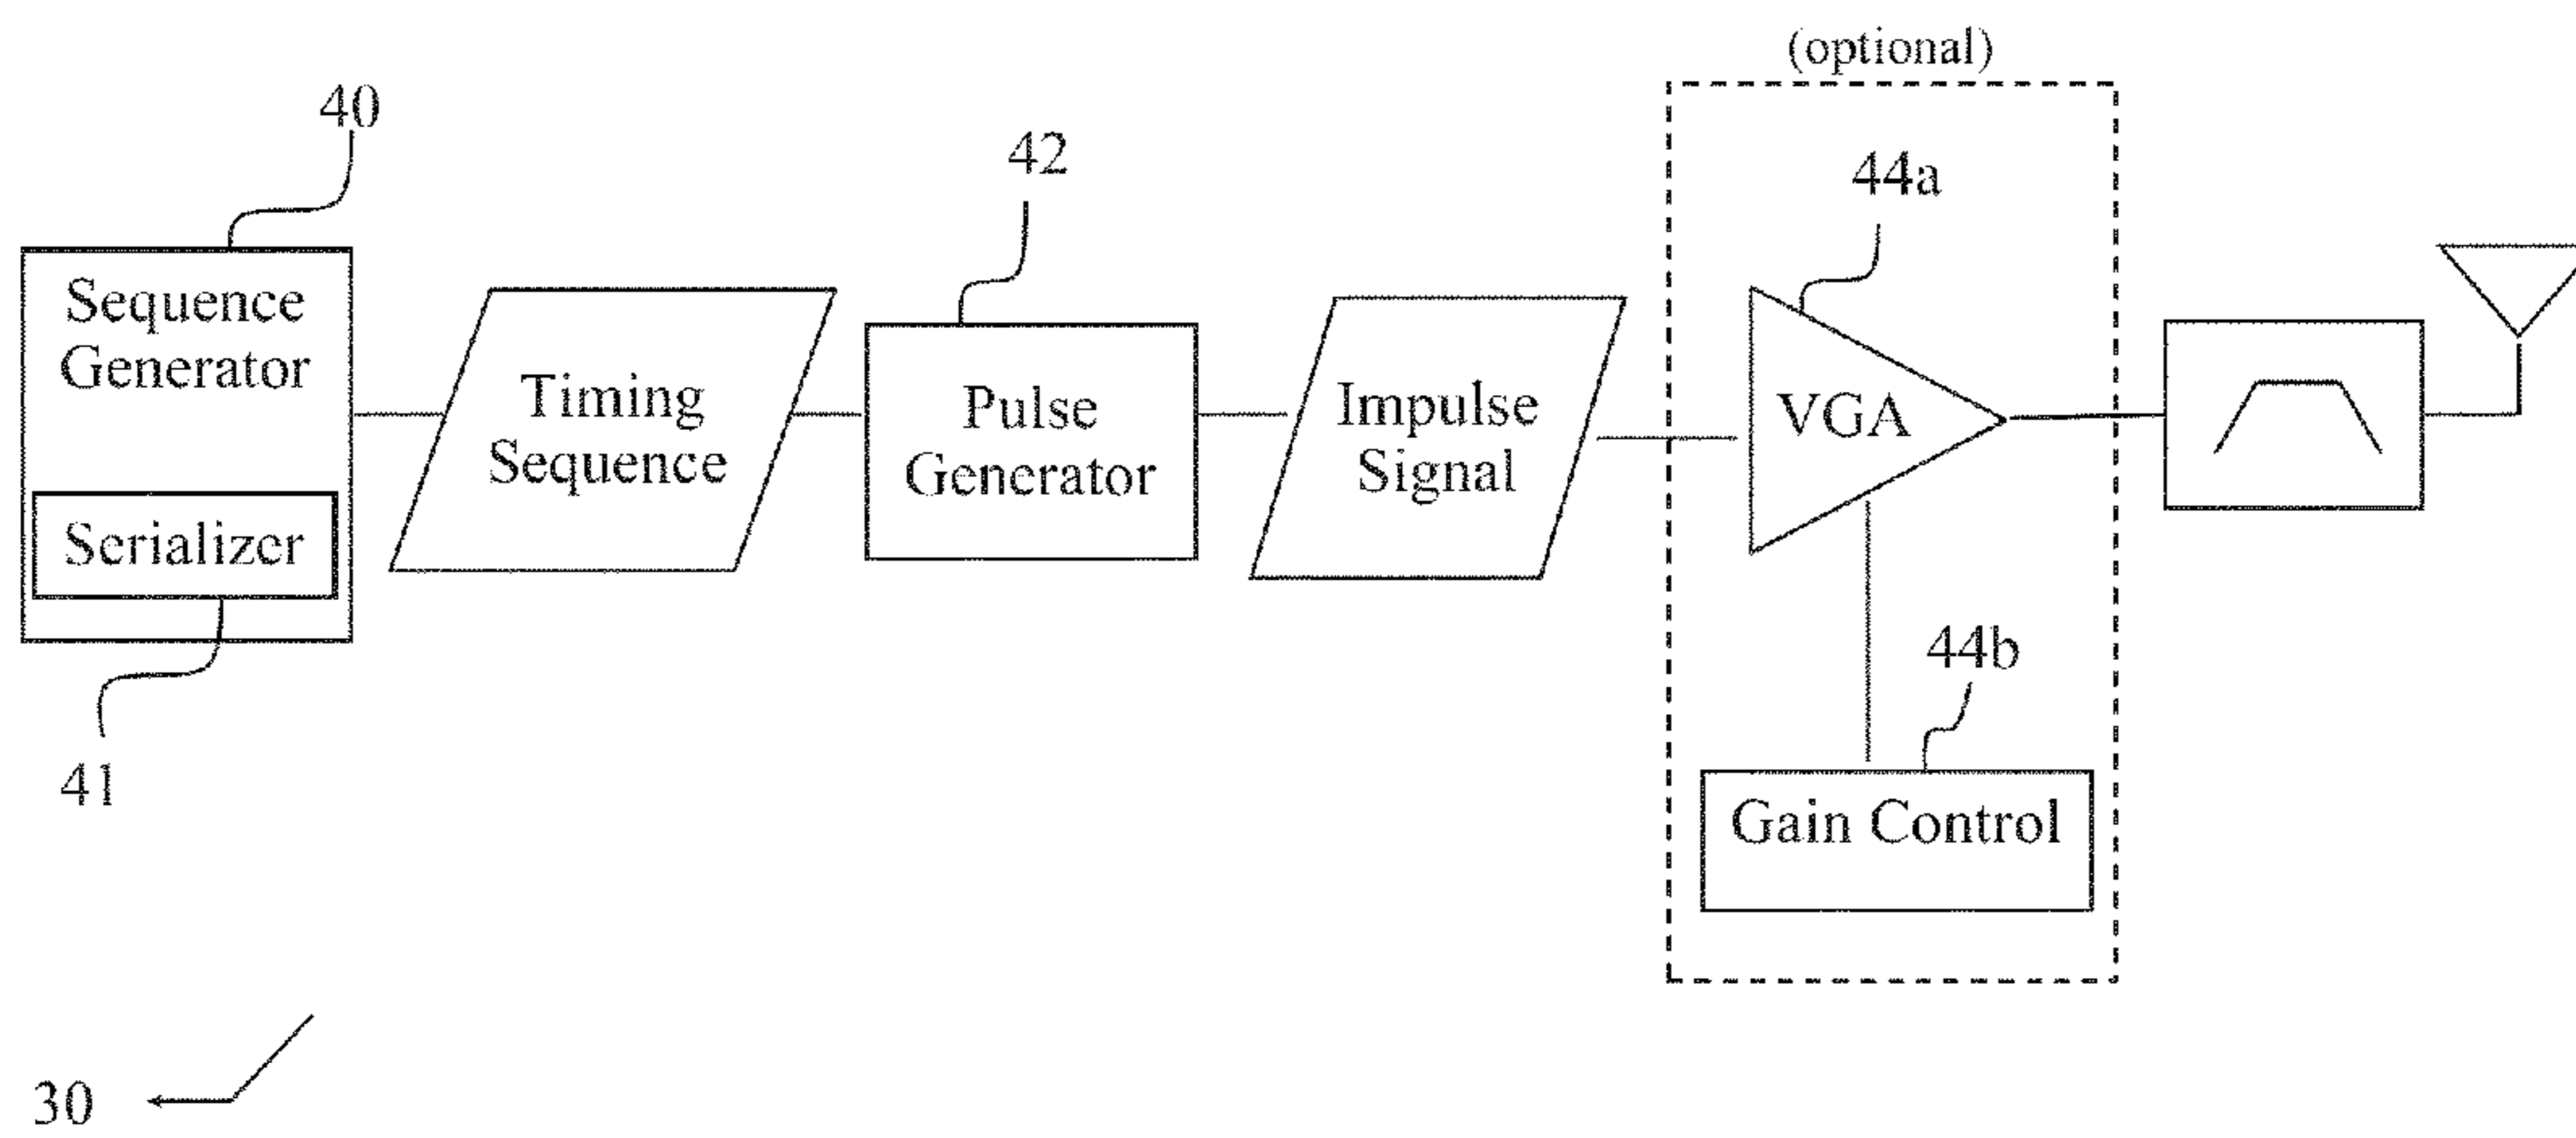 (optional)
40
42
44a
Sequence
Generator
Timing
Sequence
Pulse
Generator
Impulse
Signal
VGA
Serializer
41
44b
Gain Control
30